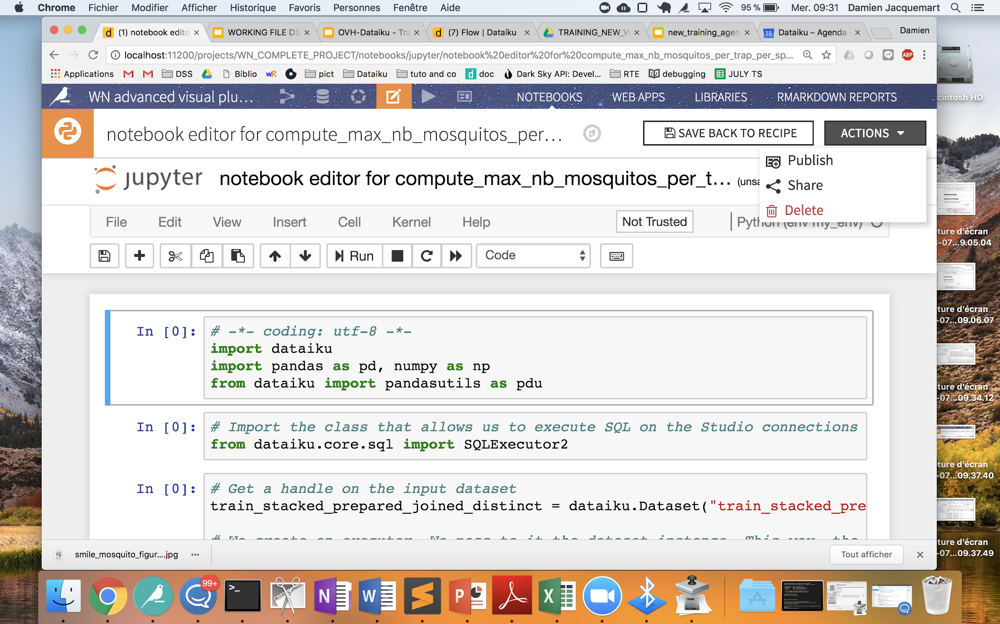 Chrome Fichier Modifier Afficher Historique Favoris Personnes Fenêtre Aide 95 % Mer. 09:31 Damien Jacquemart
(1) notebook edito WORKING FILE DS OVH-Dataiku - Tra (7) Flow | Dataiku TRAINING_NEW_V new_training_agen 18 Dataiku – Agenda Damien
localhost:11200/projects/WN_COMPLETE_PROJECT/notebooks/jupyter/notebook%20editor%20for%20compute_max_nb_mosquitos_per_trap_per_sp... ABP
Applications DSS Biblio WR pict Dataiku tuto and co d doc Dark Sky API: Devel... RTE debugging JULY TS
WN advanced visual plu... NOTEBOOKS WEB APPS LIBRARIES RMARKDOWN REPORTS
cintosh HD
notebook editor for compute_max_nb_mosquitos_per... SAVE BACK TO RECIPE ACTIONS
Publish
Share
Delete
jupyter notebook editor for compute_max_nb_mosquitos_per_t... (unsa
File Edit View Insert Cell Kernel Help Not Trusted Python (env my_env)
Run Code
In [0]: # -*- coding: utf-8 -*-
import dataiku
import pandas as pd, numpy as np
from dataiku import pandasutils as pdu
In [0]: # Import the class that allows us to execute SQL on the Studio connections
from dataiku.core.sql import SQLExecutor2
In [0]: # Get a handle on the input dataset
train_stacked_prepared_joined_distinct = dataiku.Dataset("train_stacked_pre
# We create an executor. We pass to it the dataset instance. This way, the
ture d'écran
-07...9.05.04
ture d'écran
-07...09.06.07
ture d'écran
-07...09.34.12
ture d'écran
-07...09.37.40
ture d'écran
-07...09.37.49
smile_mosquito_figur....jpg Tout afficher
99+